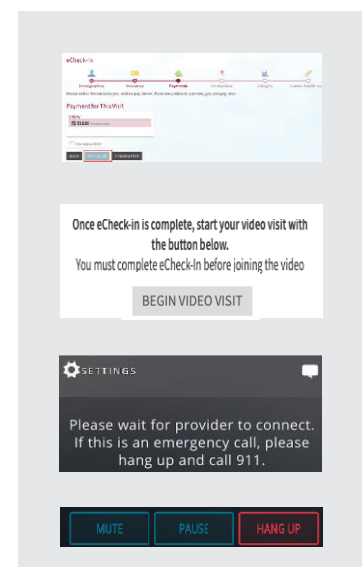 eCheck-in
Demographics Insurance Payments Medications Allergies
Payment for This Visit
BACK
Once eCheck-in is complete, start your video visit with
the button below.
You must complete eCheck-In before joining the video
BEGIN VIDEO VISIT
SETTINGS
Please wait for provider to connect.
If this is an emergency call, please
hang up and call 911.
MUTE PAUSE HANG UP